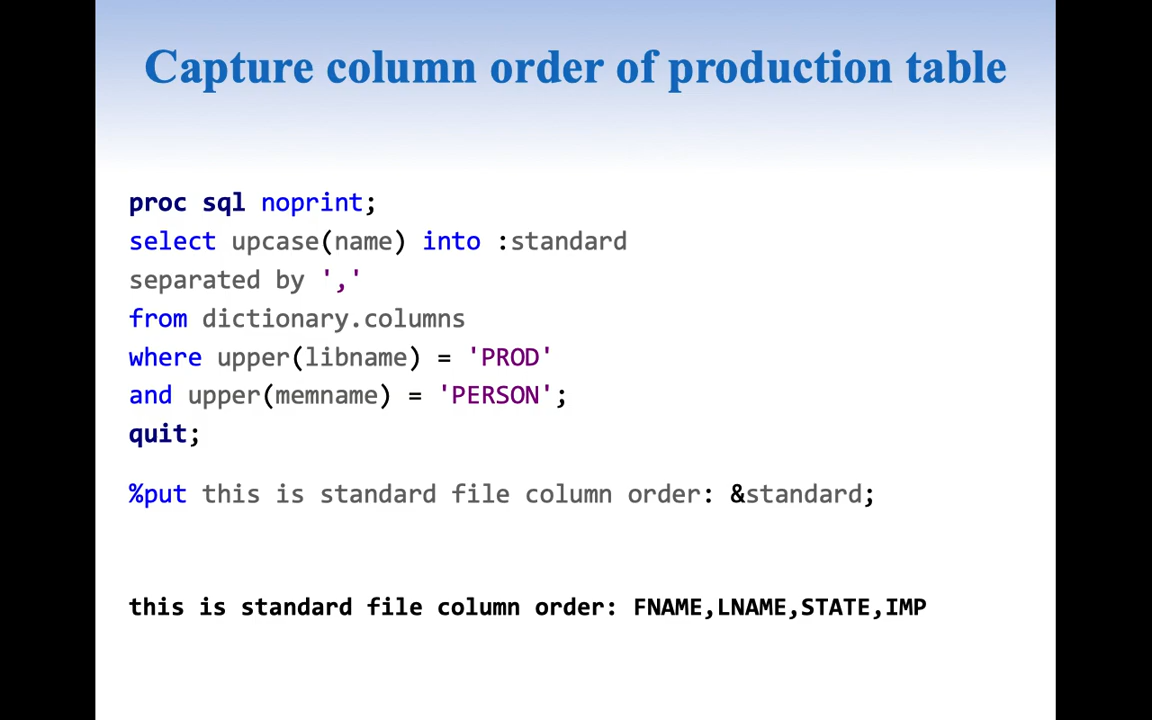 Capture column order of production table
proc sql noprint;
select upcase(name) into :standard
separated by ','
from dictionary.columns
where upper(libname) = 'PROD'
and upper(memname) = 'PERSON';
quit;
%put this is standard file column order: &standard;
this is standard file column order: FNAME,LNAME,STATE,IMP